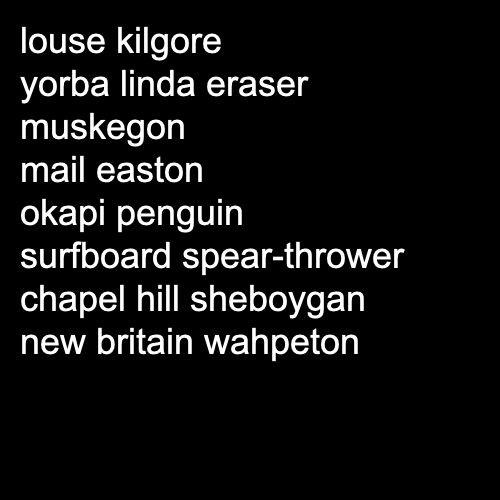 louse kilgore
yorba linda eraser
muskegon
mail easton
okapi penguin
surfboard spear-thrower
chapel hill sheboygan
new britain wahpeton